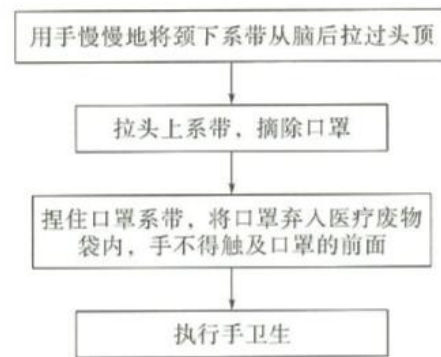 用手慢慢地将颈下系带从脑后拉过头顶
拉头上系带，摘除口罩
捏住口罩系带，将口罩弃入医疗废物
袋内，手不得触及口罩的前面
执行手卫生